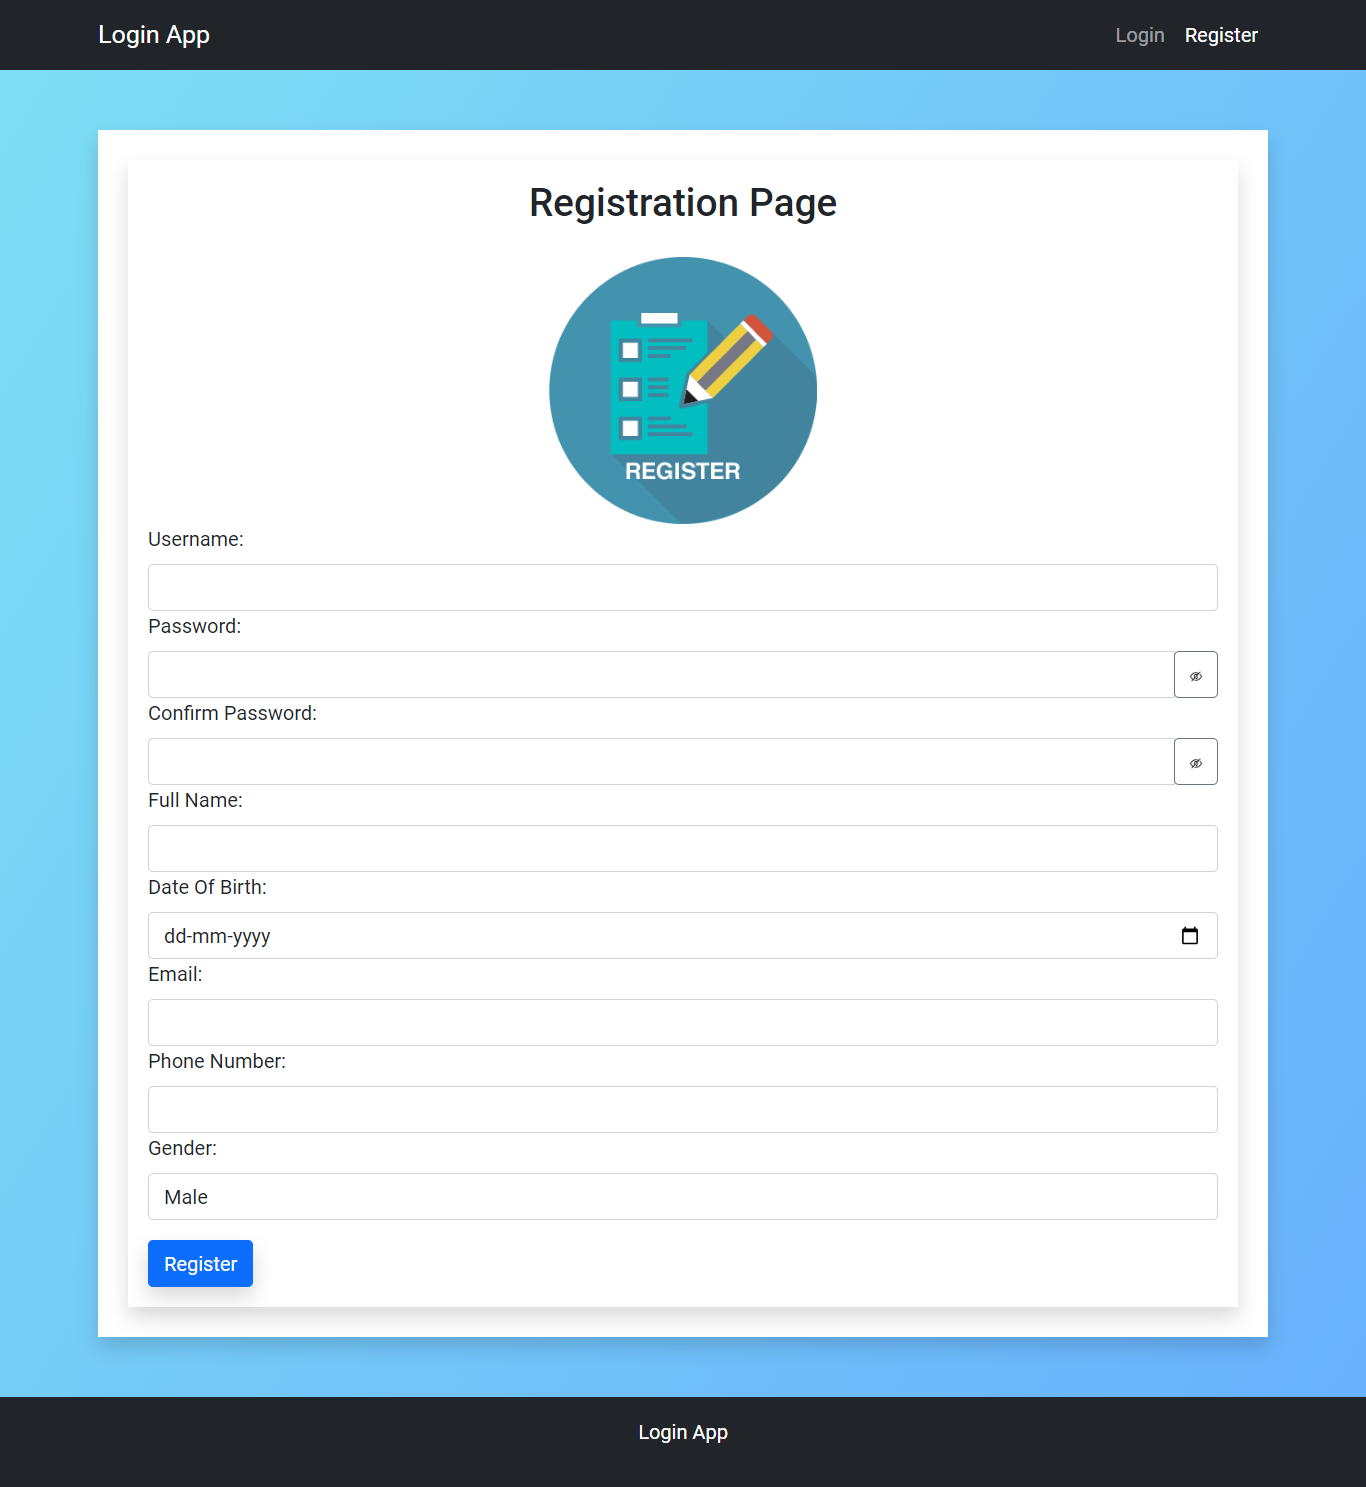 Login App
Login Register
Registration Page
REGISTER
Username:
Password:
Confirm Password:
Full Name:
Date Of Birth:
dd-mm-yyyy
Email:
Phone Number:
Gender:
Male
Register
Login App